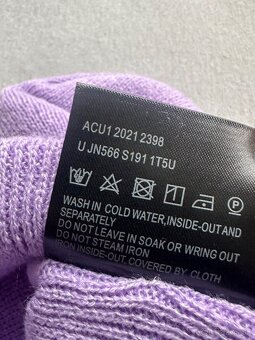 ACU1 2021 2398
U JN566 S191 1T5U
WASH IN COLD WATER,INSIDE-OUT AND
SEPARATELY
DO NOT LEAVE IN SOAK OR WRING OUT
DO NOT STEAM IRON
IRON INSIDE-OUT, COVERED BY CLOTH